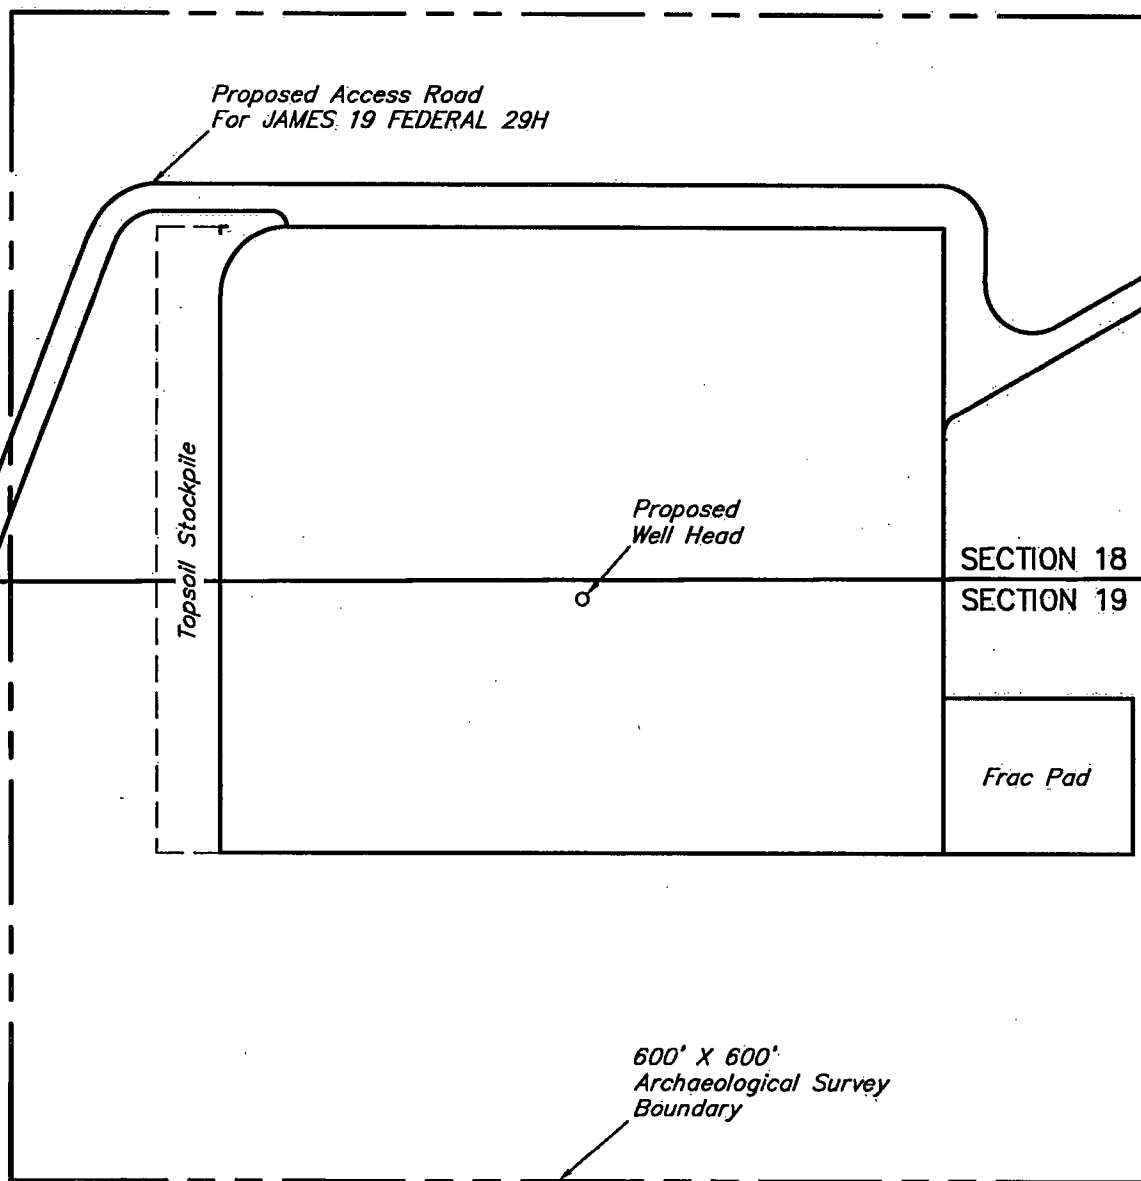 Proposed Access Road
For JAMES 19 FEDERAL 29H
Topsoil Stockpile
Proposed
Well Head
SECTION 18
SECTION 19
Frac Pad
600' X 600'
Archaeological Survey
Boundary